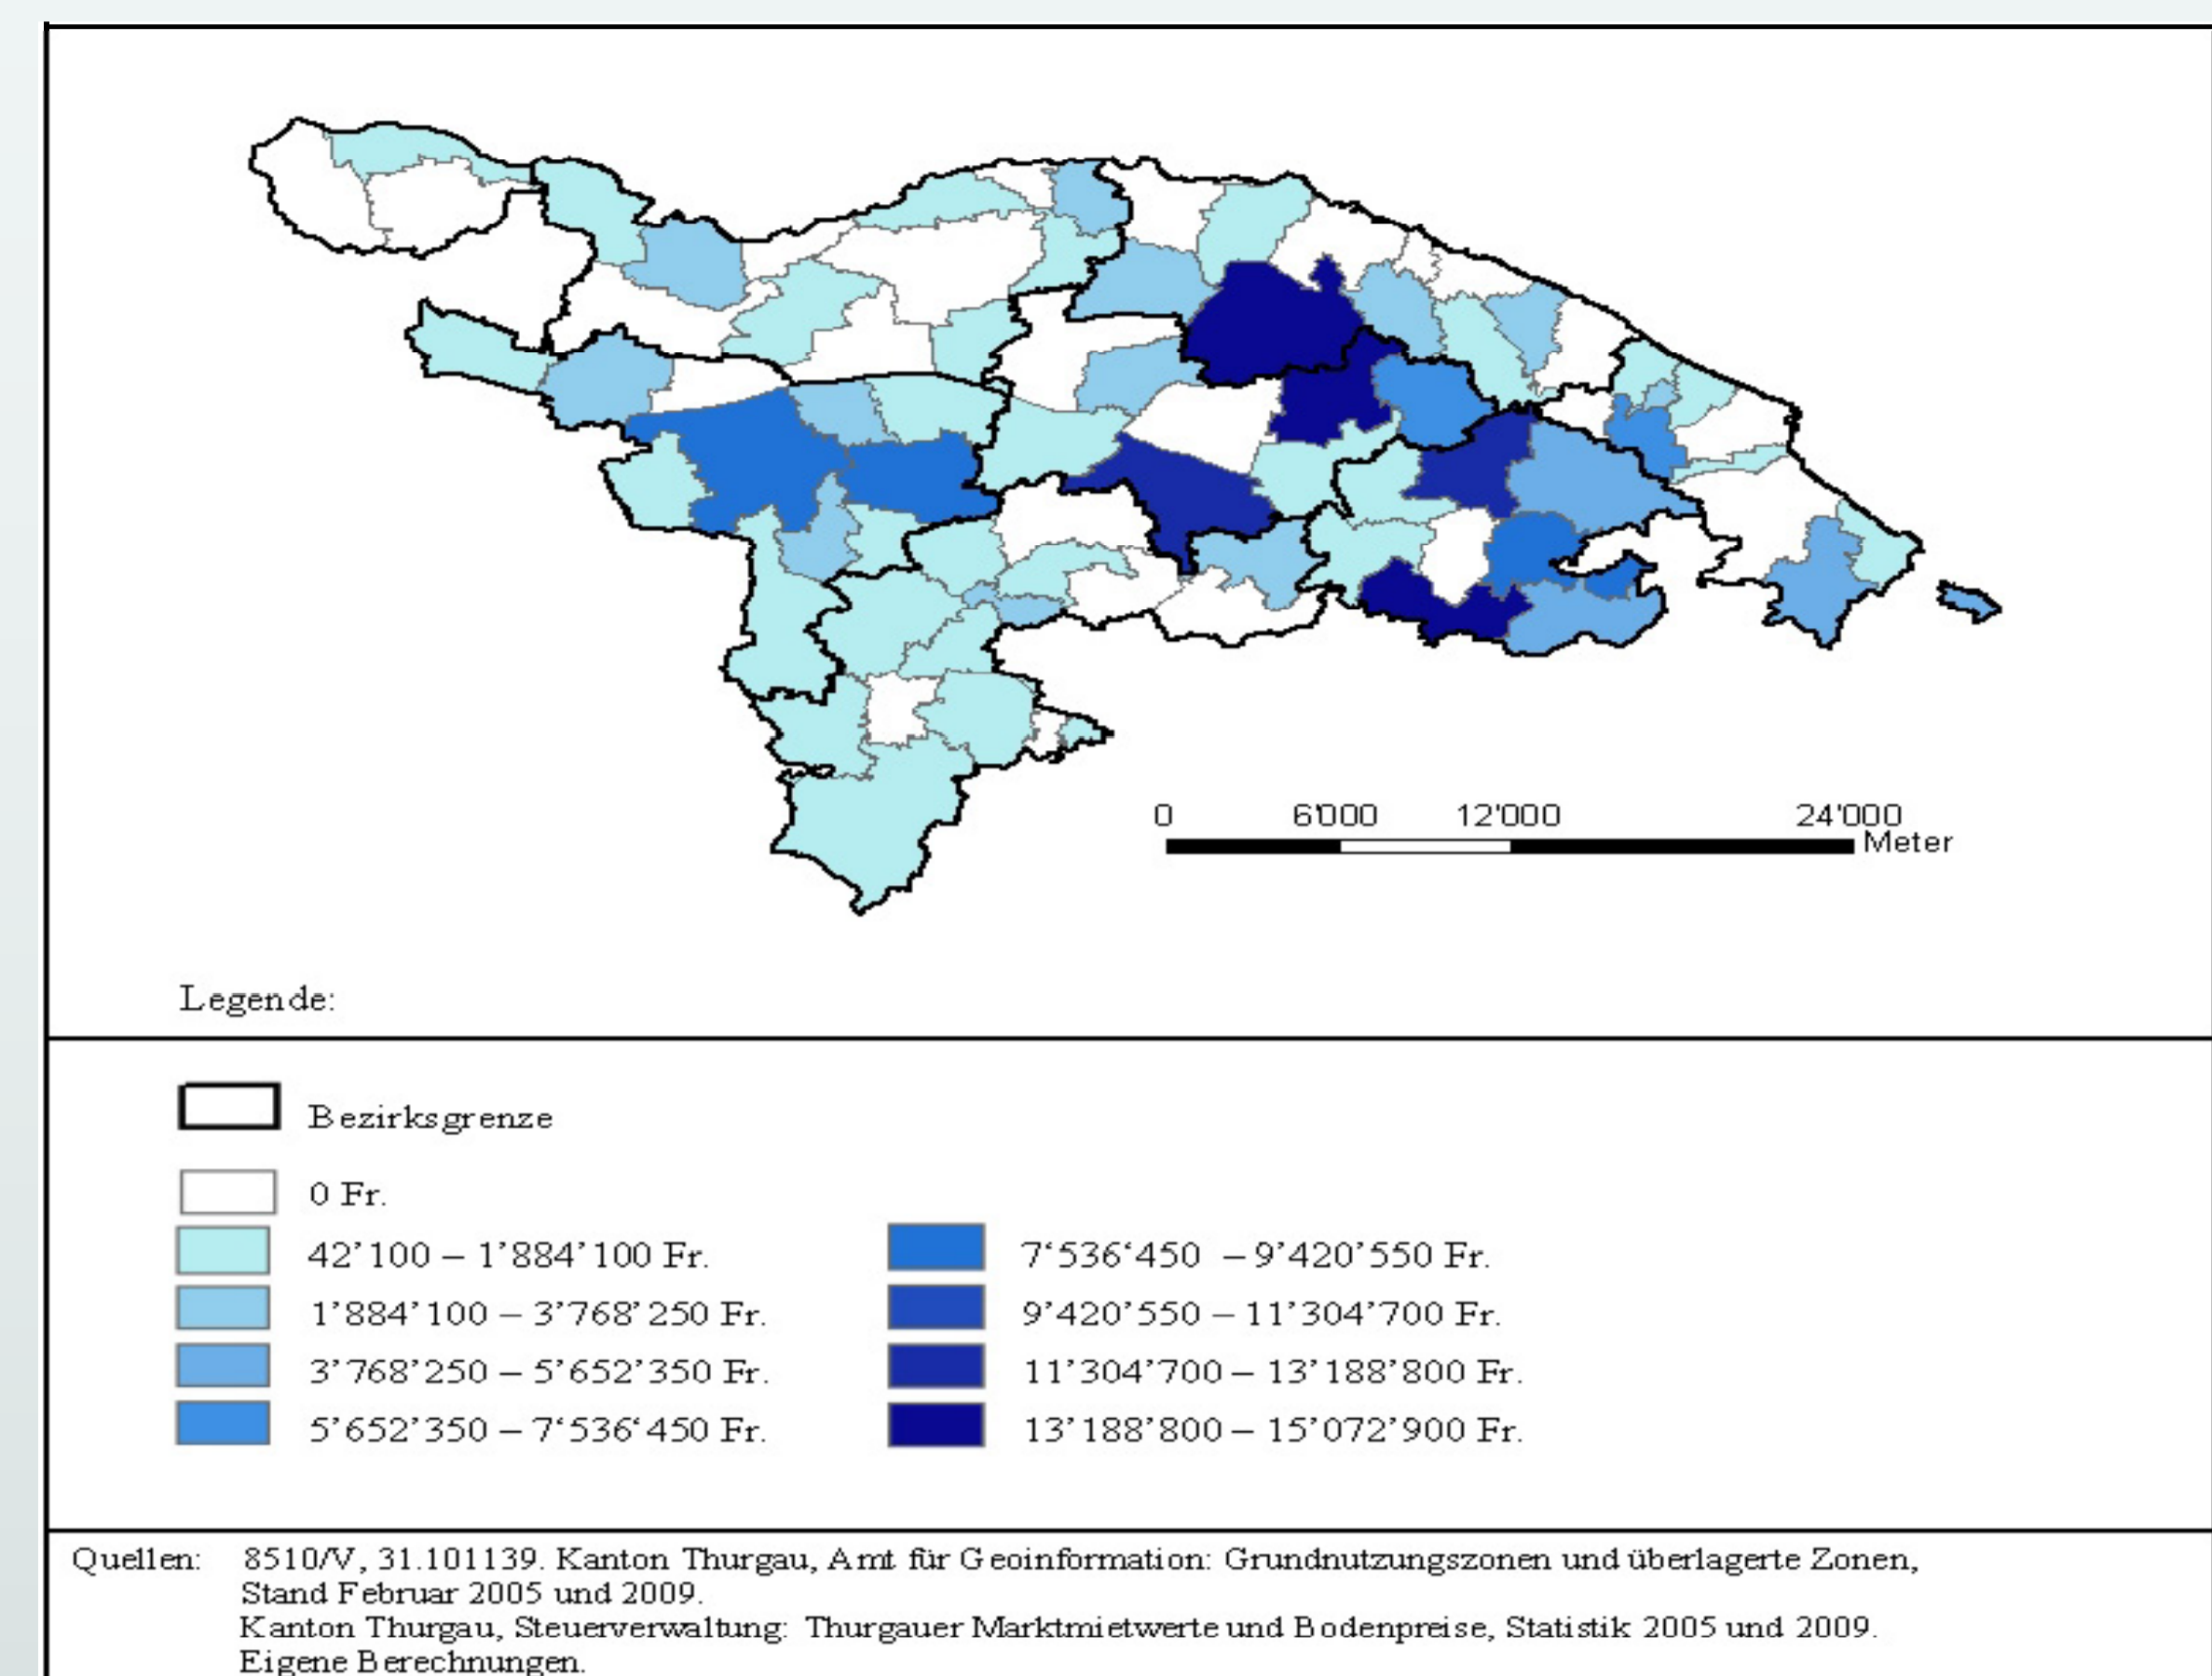 0 6'000 12'000 24'000
Meter
Legende:
Bezirksgrenze
0 Fr.
42’100 – 1’884’100 Fr.
1’884’100 – 3’768’250 Fr.
3’768’250 – 5’652’350 Fr.
5’652’350 – 7‘536‘450 Fr.
7‘536‘450 – 9’420’550 Fr.
9’420’550 – 11’304’700 Fr.
11’304’700 – 13’188’800 Fr.
13’188’800 – 15’072’900 Fr.
Quellen: 8510/V, 31.101139. Kanton Thurgau, Amt für Geoinformation: Grundnutzungszonen und überlagerte Zonen,
Stand Februar 2005 und 2009.
Kanton Thurgau, Steuerverwaltung: Thurgauer Marktmietwerte und Bodenpreise, Statistik 2005 und 2009.
Eigene Berechnungen.